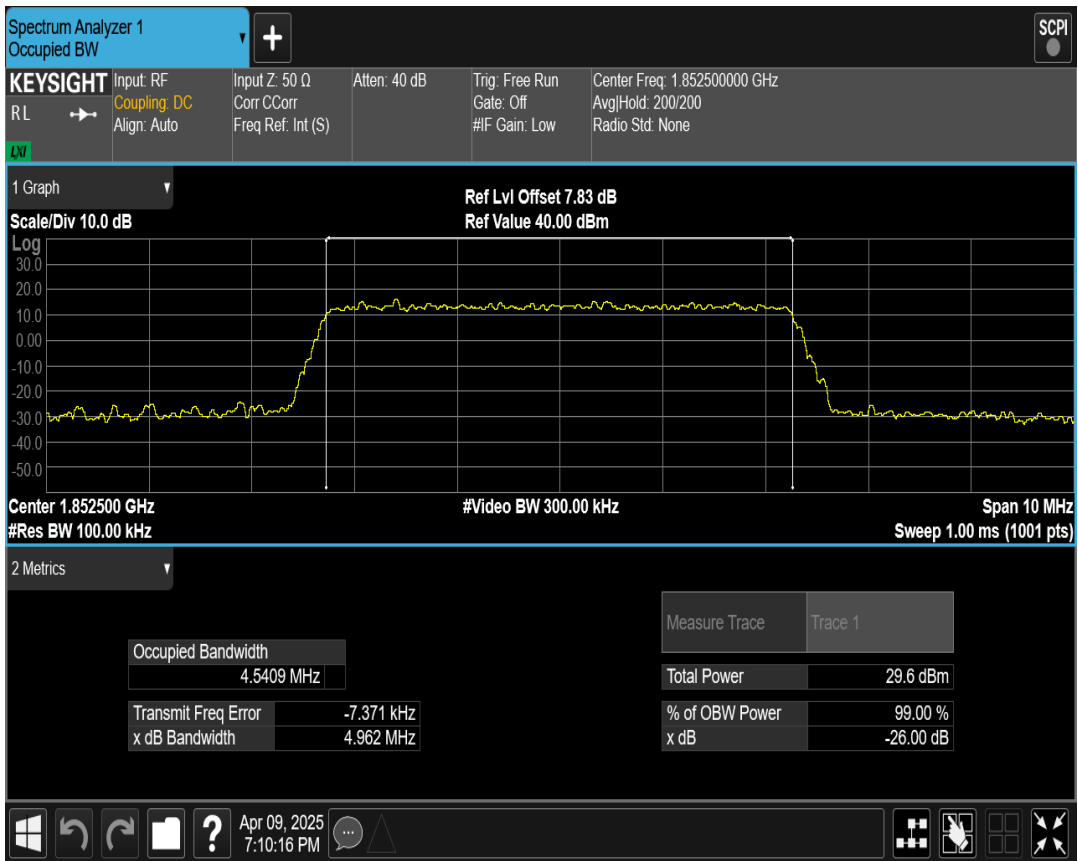 Spectrum Analyzer 1
Occupied BW
+
SCPI
KEYSIGHT
RL
LXI
Input: RF
Coupling: DC
Align: Auto
Input Z: 50 Ω
Corr CCorr
Freq Ref: Int (S)
Atten: 40 dB
Trig: Free Run
Gate: Off
#IF Gain: Low
Center Freq: 1.852500000 GHz
Avg|Hold: 200/200
Radio Std: None
1 Graph
Scale/Div 10.0 dB
Ref Lvl Offset 7.83 dB
Ref Value 40.00 dBm
Log
30.0
20.0
10.0
0.00
-10.0
-20.0
-30.0
-40.0
-50.0
Center 1.852500 GHz
#Video BW 300.00 kHz
Span 10 MHz
#Res BW 100.00 kHz
Sweep 1.00 ms (1001 pts)
2 Metrics
Measure Trace Trace 1
Occupied Bandwidth
4.5409 MHz
Total Power 29.6 dBm
Transmit Freq Error -7.371 kHz
% of OBW Power 99.00 %
x dB Bandwidth 4.962 MHz
x dB -26.00 dB
?
Apr 09, 2025
7:10:16 PM